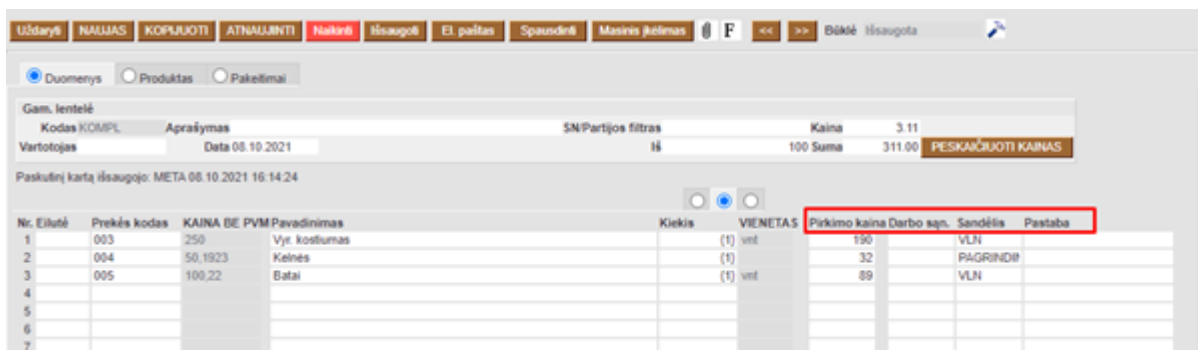 Uždaryti NAUJAS KOPIJUOTI ATNAUJINTI Naikinti Išsaugoti El. paštas Spausdinti Masinis įkėlimas F << >> Būklė Išsaugota
Duomenys Produktas Pakeitimai
Gam. lentelė
Kodas KOMPL Aprašymas SN/Partijos filtras Kaina 3.11
Vartotojas Data 08.10.2021 Iš 100 Suma 311.00 PESKAIČIUOTI KAINAS
Paskutinį kartą išsaugojo: META 08.10.2021 16:14:24
Nr. Eilutė Prekės kodas KAINA BE PVM Pavadinimas Kiekis VIENETAS Pirkimo kaina Darbo sąn. Sandėlis Pastaba
1 003 250 Vyr. kostiumas (1) vnt 190 VLN
2 004 50,1923 Kelnės (1) 32 PAGRINDIN
3 005 100,22 Batai (1) vnt 89 VLN
4
5
6
7